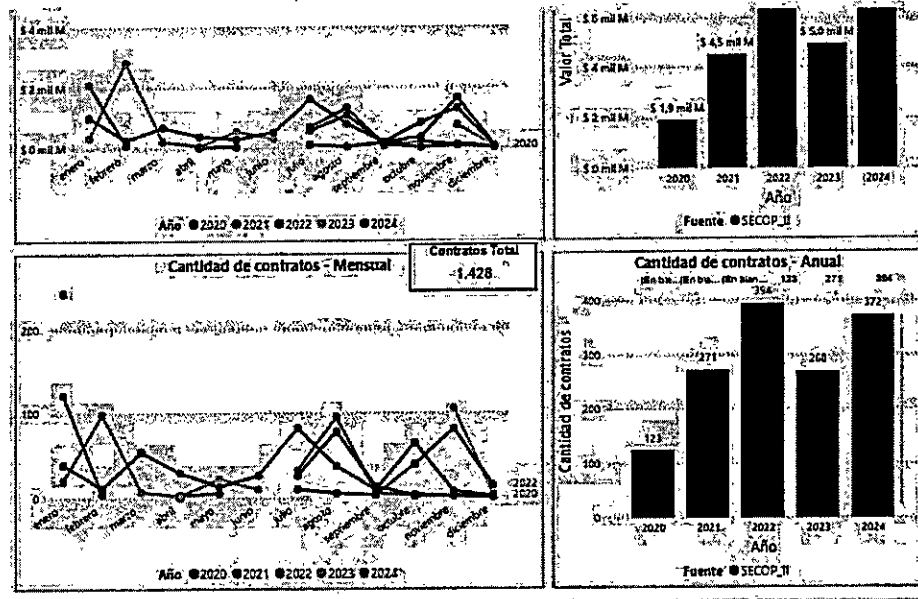 $ 4 mil M
$ 2 mil M
$ 0 mil M
enero
febrero
marzo
abril
mayo
junio
julio
agosto
septiembre
octubre
noviembre
diciembre
2020
Año 2020 2021 2022 2023 2024
Valor Total
$ 6 mil M
$ 4,5 mil M
$ 5,0 mil M
$ 4 mil M
$ 1,9 mil M
$ 2 mil M
$ 0 mil M
2020 2021 2022 2023 2024
Año
Fuente SECOP_II
Cantidad de contratos - Mensual
Contratos Total
1.428
200
100
0
enero
febrero
marzo
abril
mayo
junio
julio
agosto
septiembre
octubre
noviembre
diciembre
2022
2020
Año 2020 2021 2022 2023 2024
Cantidad de contratos - Anual
123 271 394
394
372
400
Cantidad de contratos
300
271
268
200
123
100
0
2020 2021 2022 2023 2024
Año
Fuente SECOP_II